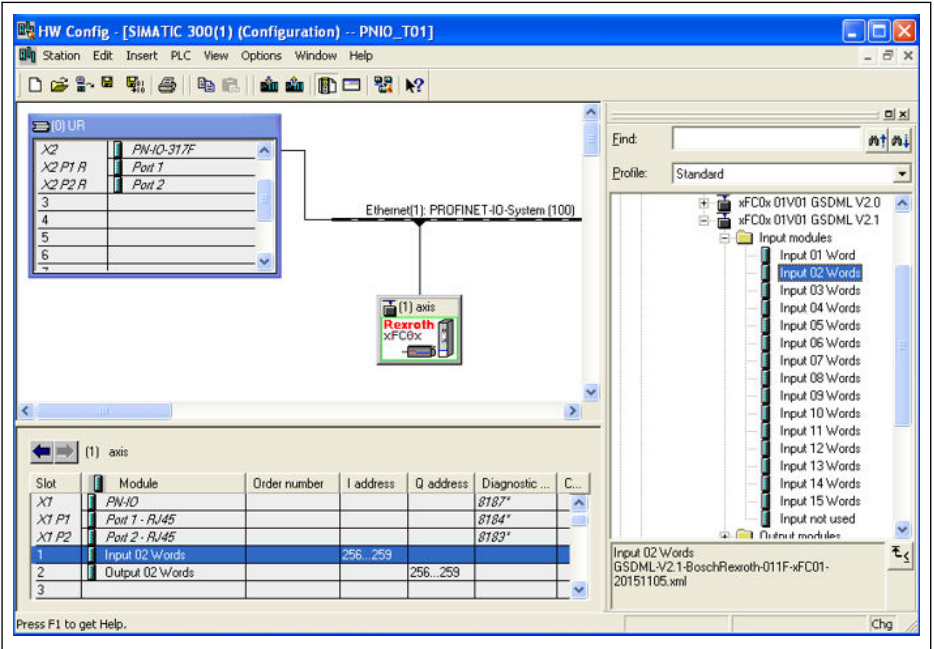 HW Config - [SIMATIC 300(1) (Configuration) -- PNIO_T01]
Station Edit Insert PLC View Options Window Help
(0) UR
X2 PN-IO-317F
X2 P1 R Port 1
X2 P2 R Port 2
3
4
5
6
Ethernet(1): PROFINET-IO-System (100)
(1) axis
Rexroth
xFC0x
Find:
Profile: Standard
xFC0x 01V01 GSDML V2.0
xFC0x 01V01 GSDML V2.1
Input modules
Input 01 Word
Input 02 Words
Input 03 Words
Input 04 Words
Input 05 Words
Input 06 Words
Input 07 Words
Input 08 Words
Input 09 Words
Input 10 Words
Input 11 Words
Input 12 Words
Input 13 Words
Input 14 Words
Input 15 Words
Input not used
Output modules
Input 02 Words
GSDML-V2.1-BoschRexroth-011F-xFC01-
20151105.xml
(1) axis
Slot Module Order number I address Q address Diagnostic ... C...
X1 PN-IO 8187*
X1 P1 Port 1 - RJ45 8184*
X1 P2 Port 2 - RJ45 8183*
1 Input 02 Words 256...259
2 Output 02 Words 256...259
3
Press F1 to get Help.
Chg